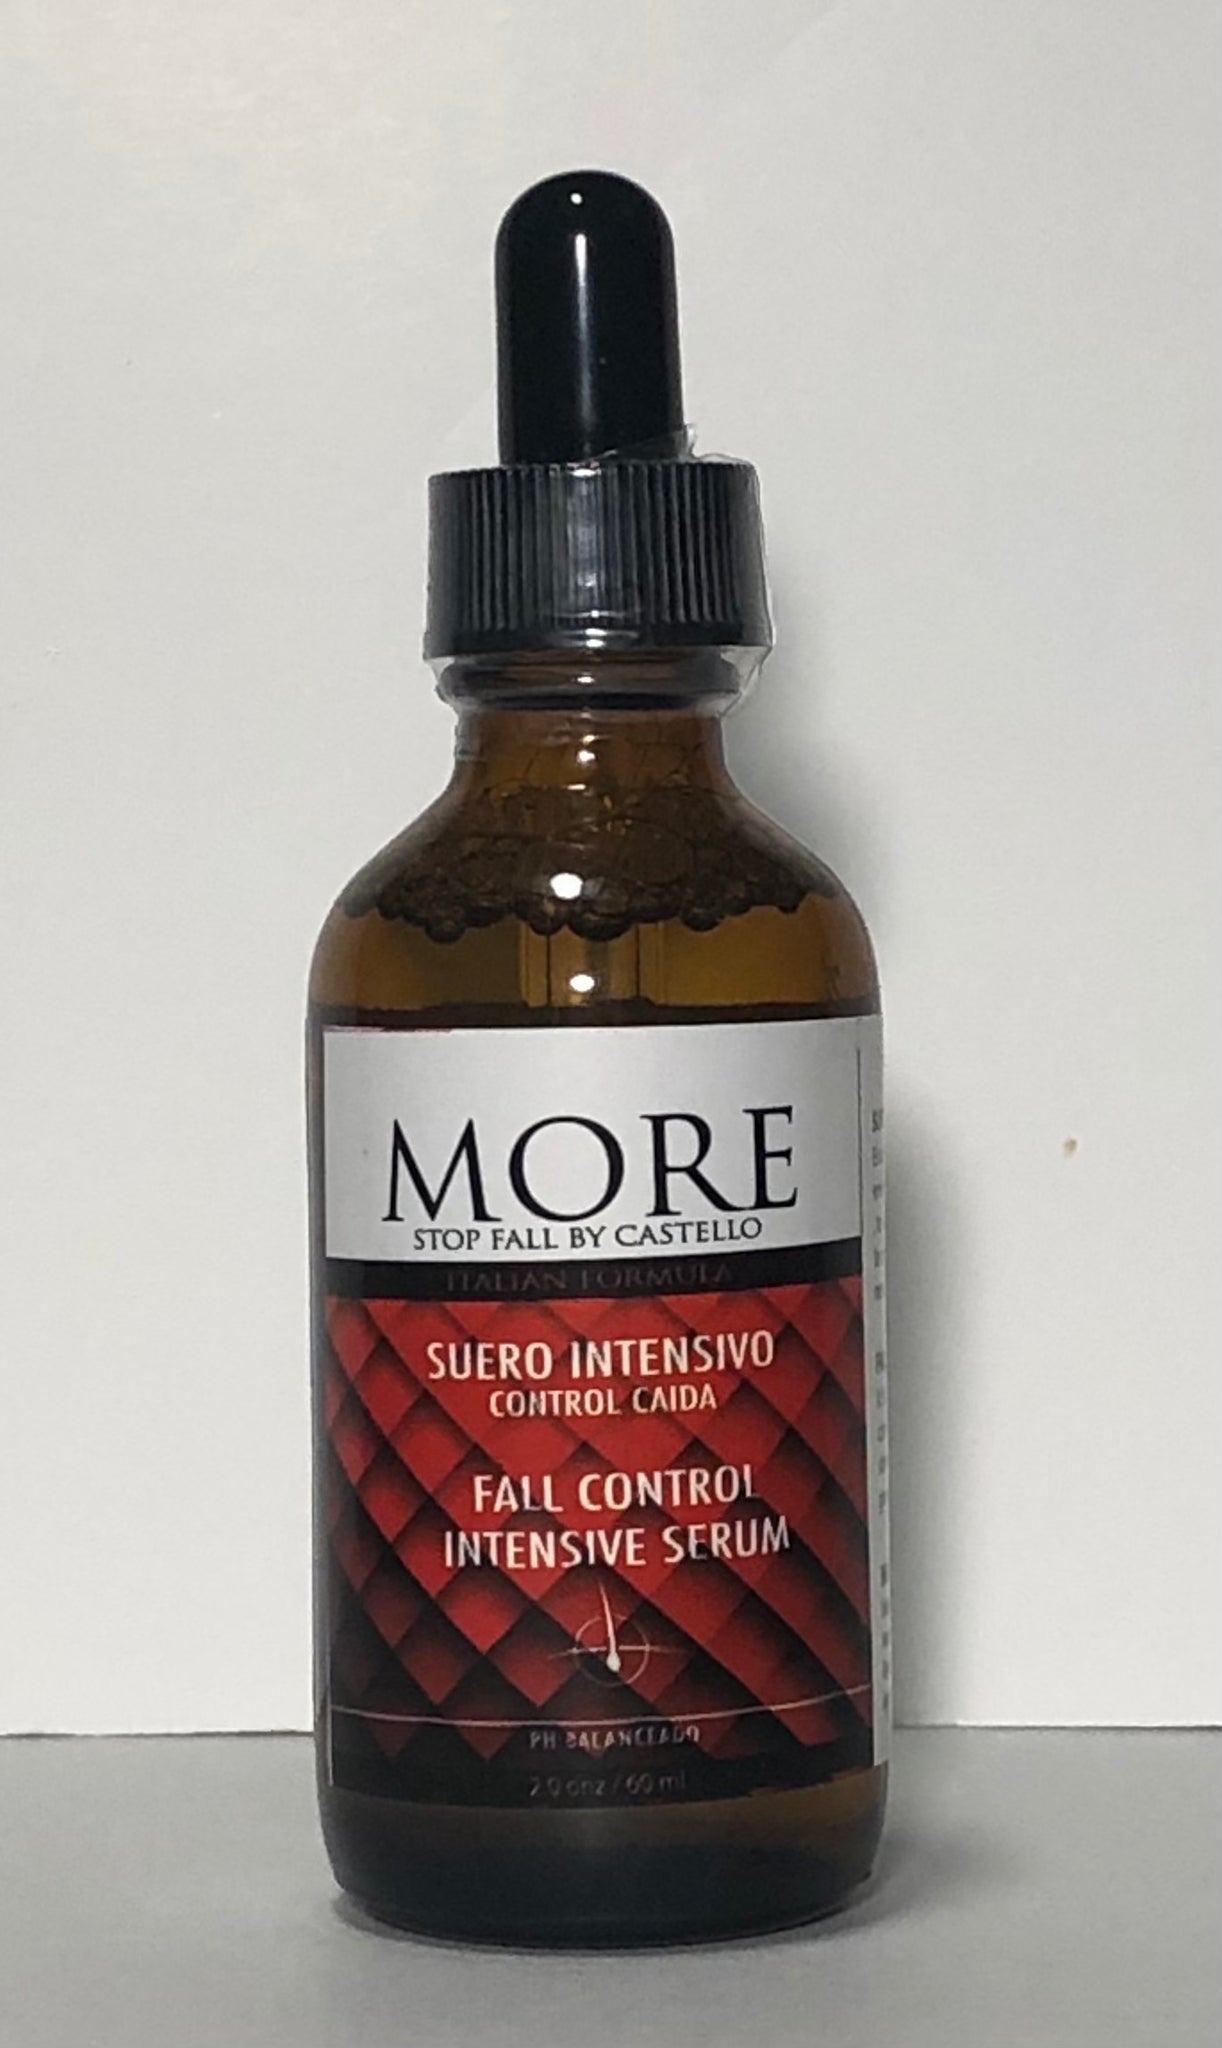 MORE
STOP FALL BY CASTELLO
ITALIAN FORMULA
SUERO INTENSIVO
CONTROL CAIDA
FALL CONTROL
INTENSIVE SERUM
PH BALANCEADO
2.0 onz / 60 ml